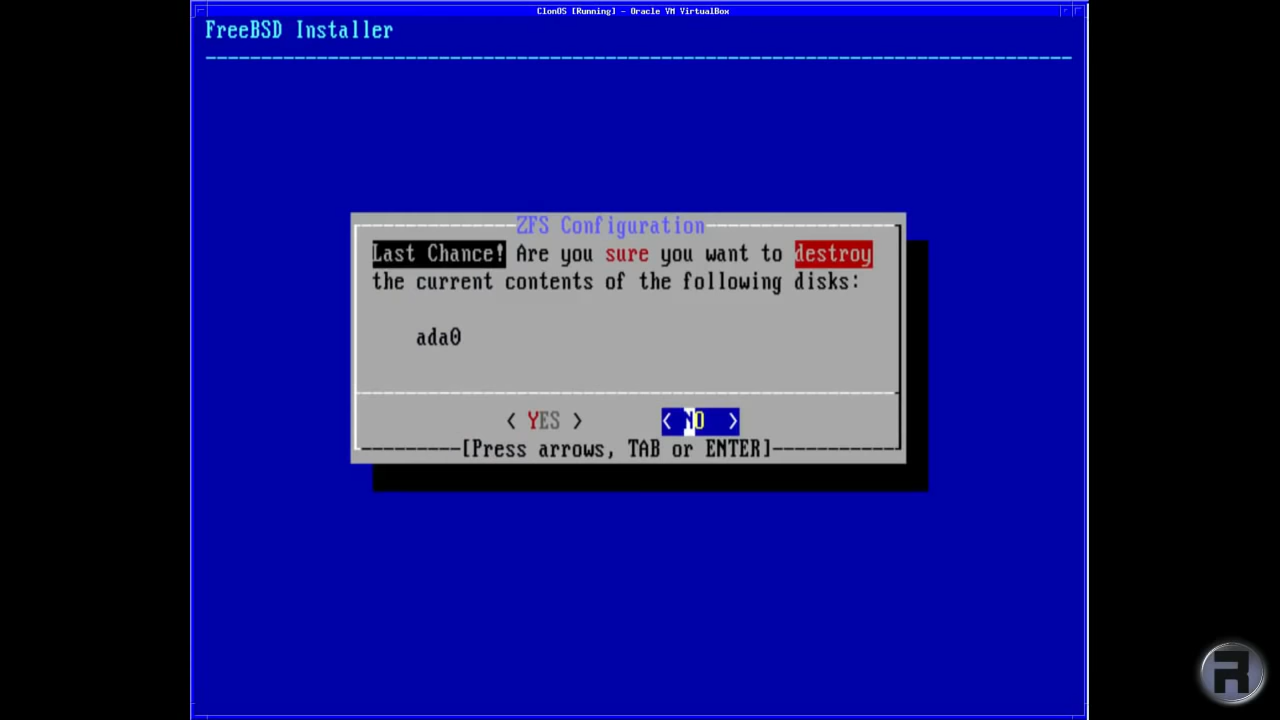 ClonOS [Running] - Oracle VM VirtualBox
FreeBSD Installer
ZFS Configuration
Last Chance! Are you sure you want to destroy
the current contents of the following disks:
ada0
< YES > < NO >
[Press arrows, TAB or ENTER]
R